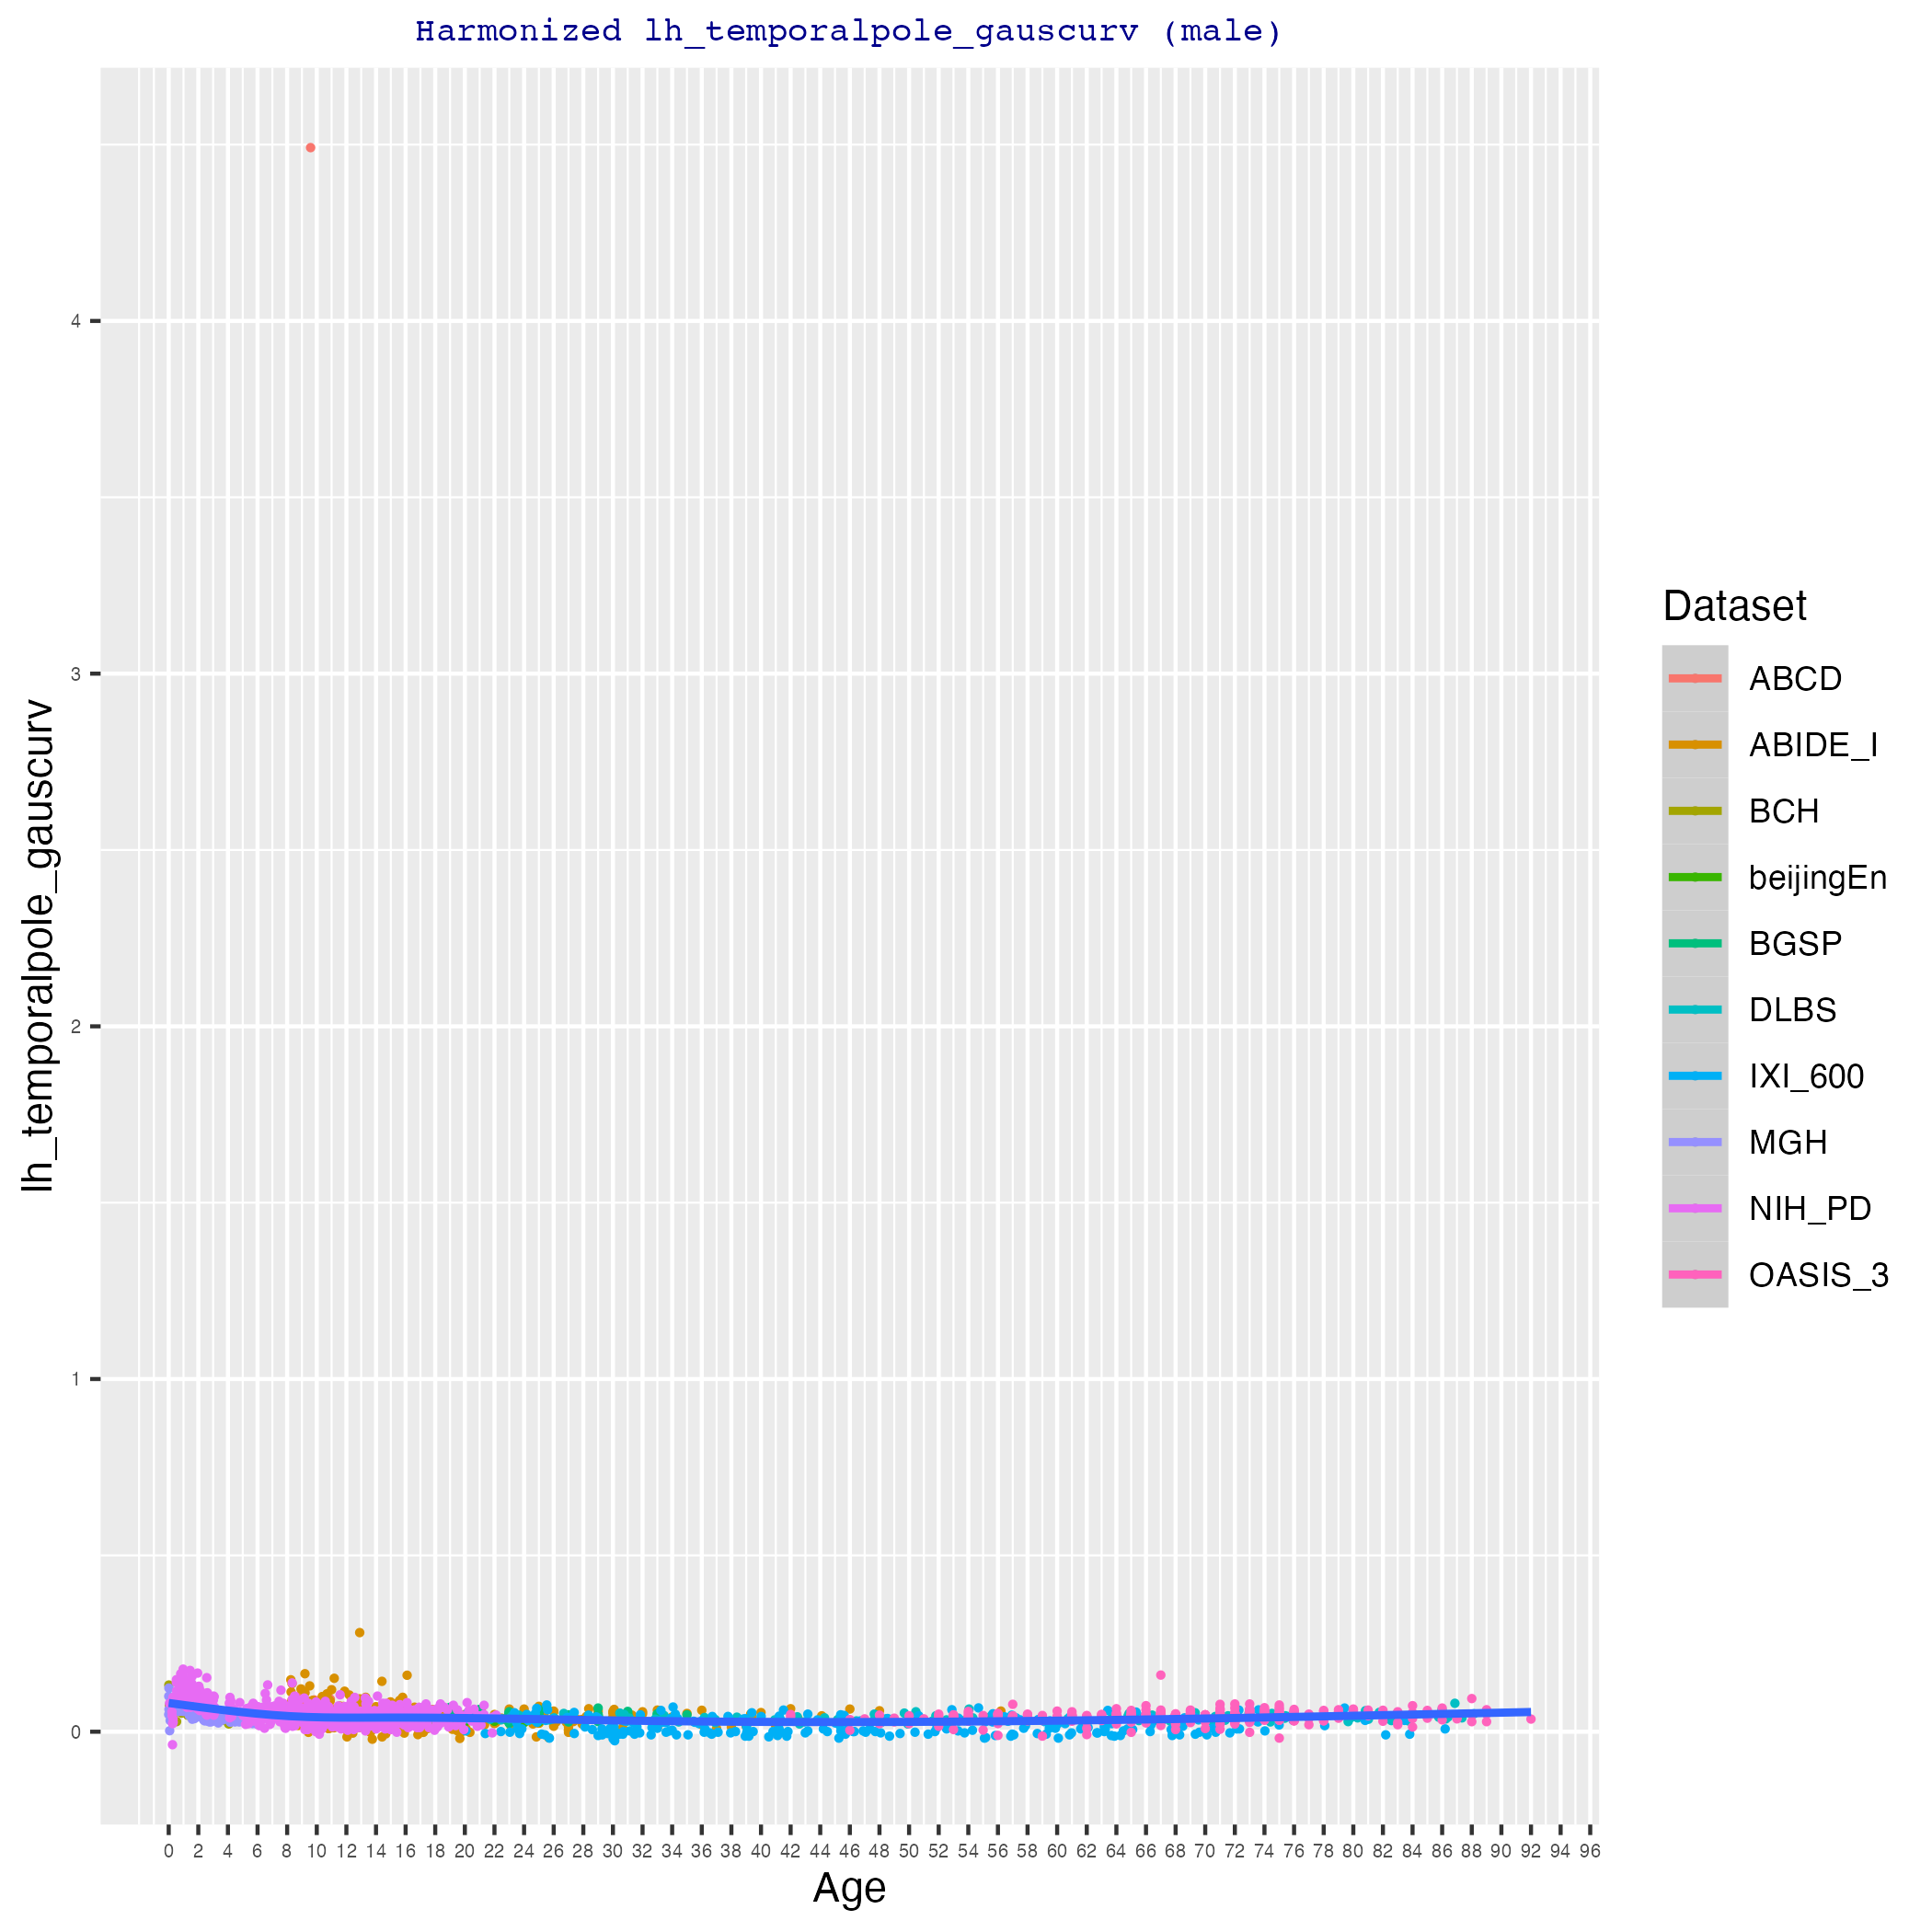 Harmonized lh_temporalpole_gauscurv (male)
lh_temporalpole_gauscurv
4
3
2
1
0
0 2 4 6 8 10 12 14 16 18 20 22 24 26 28 30 32 34 36 38 40 42 44 46 48 50 52 54 56 58 60 62 64 66 68 70 72 74 76 78 80 82 84 86 88 90 92 94 96
Age
Dataset
ABCD
ABIDE_I
BCH
beijingEn
BGSP
DLBS
IXI_600
MGH
NIH_PD
OASIS_3